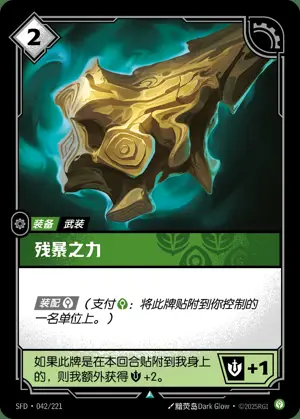 2
装备 武装
残暴之力
装配（支付：将此牌贴附到你控制的
一名单位上。）
如果此牌是在本回合贴附到我身上
的，则我额外获得+2。
+1
SFD • 042/221
黯荧岛Dark Glow • ©2025RGI